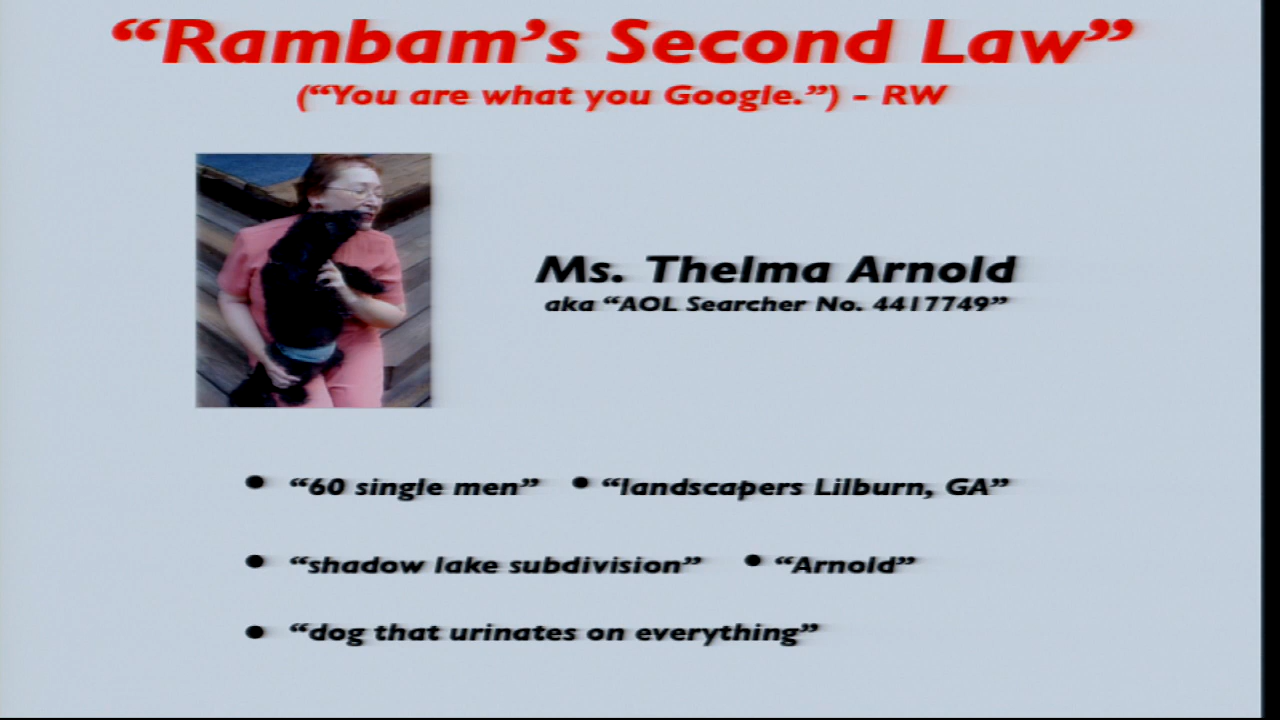 “Rambam’s Second Law”
(“You are what you Google.”) - RW
Ms. Thelma Arnold
aka “AOL Searcher No. 4417749”
• “60 single men” • “landscapers Lilburn, GA”
• “shadow lake subdivision” • “Arnold”
• “dog that urinates on everything”